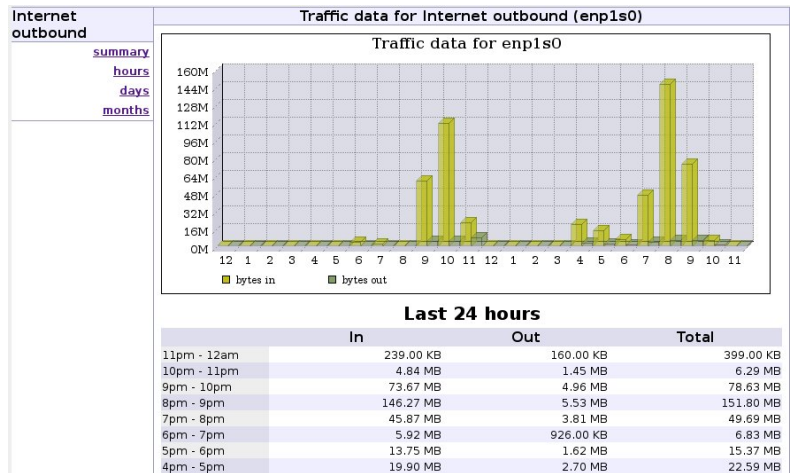 Internet
outbound
summary
hours
days
months
Traffic data for Internet outbound (enp1s0)
Traffic data for enp1s0
160M
144M
128M
112M
96M
80M
64M
48M
32M
16M
0M
12 1 2 3 4 5 6 7 8 9 10 11 12 1 2 3 4 5 6 7 8 9 10 11
bytes in bytes out
Last 24 hours
In Out Total
11pm - 12am 239.00 KB 160.00 KB 399.00 KB
10pm - 11pm 4.84 MB 1.45 MB 6.29 MB
9pm - 10pm 73.67 MB 4.96 MB 78.63 MB
8pm - 9pm 146.27 MB 5.53 MB 151.80 MB
7pm - 8pm 45.87 MB 3.81 MB 49.69 MB
6pm - 7pm 5.92 MB 926.00 KB 6.83 MB
5pm - 6pm 13.75 MB 1.62 MB 15.37 MB
4pm - 5pm 19.90 MB 2.70 MB 22.59 MB